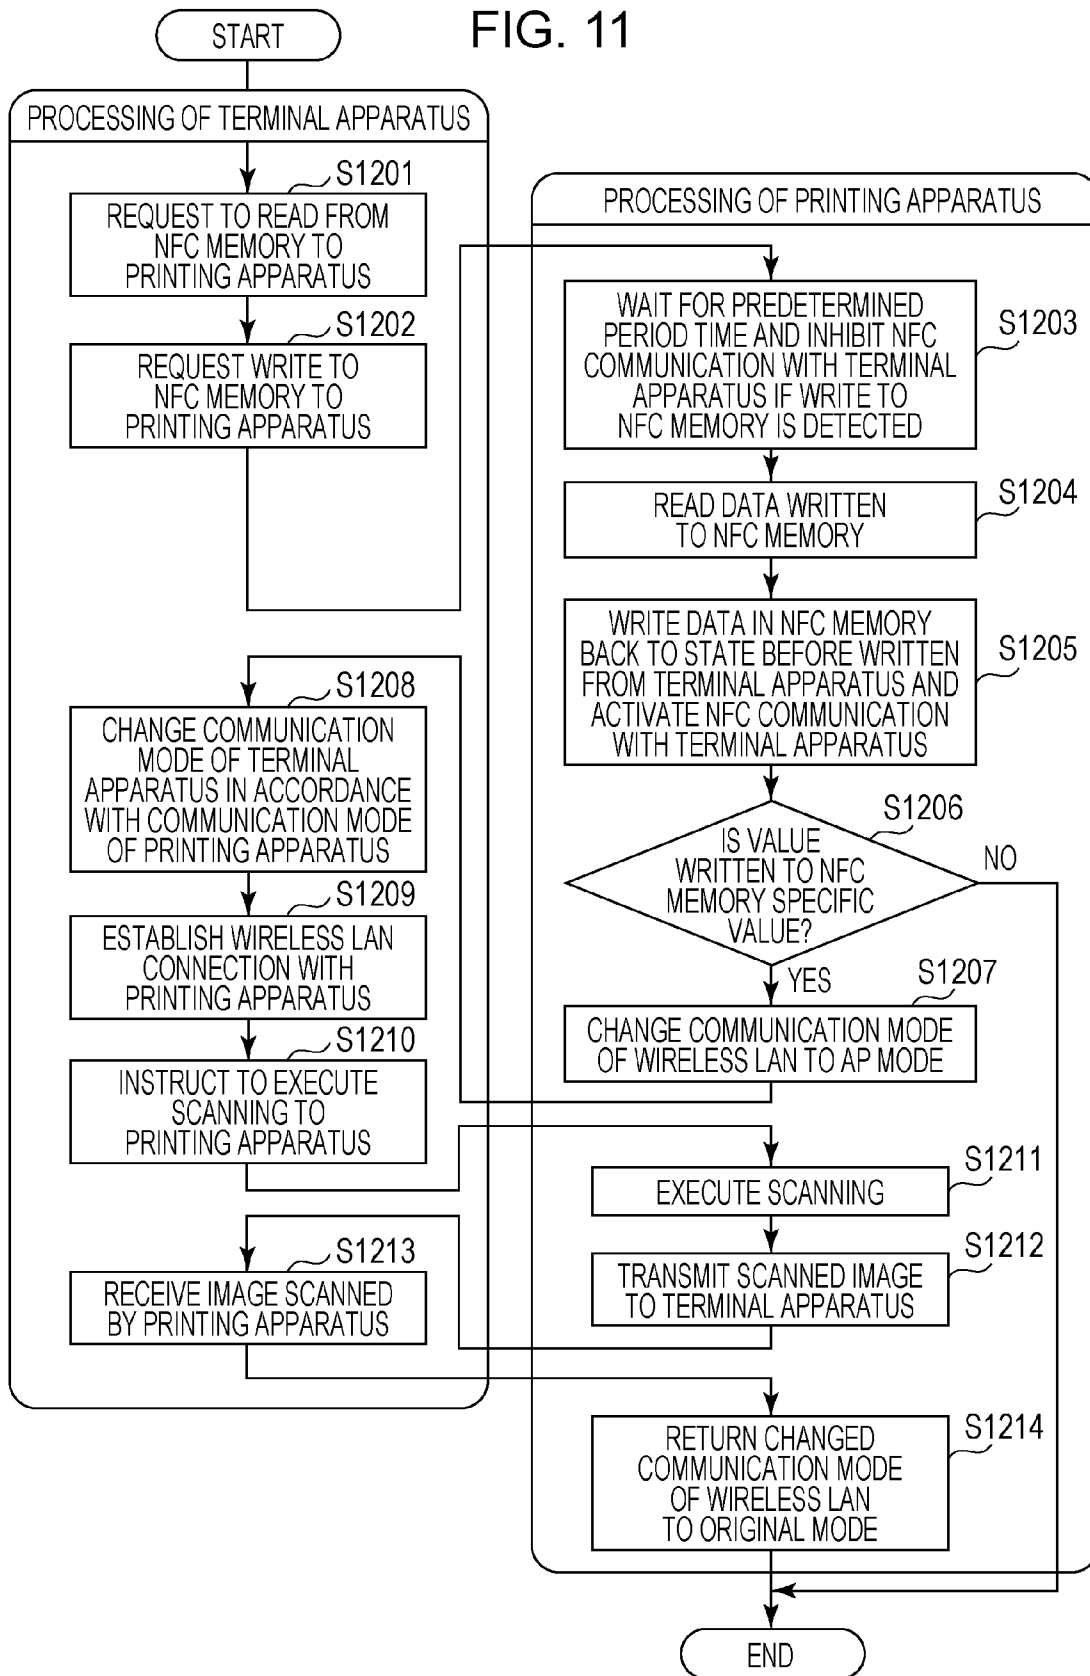 FIG. 11
START
PROCESSING OF TERMINAL APPARATUS
S1201
REQUEST TO READ FROM
NFC MEMORY TO
PRINTING APPARATUS
S1202
REQUEST WRITE TO
NFC MEMORY TO
PRINTING APPARATUS
PROCESSING OF PRINTING APPARATUS
S1203
WAIT FOR PREDETERMINED
PERIOD TIME AND INHIBIT NFC
COMMUNICATION WITH TERMINAL
APPARATUS IF WRITE TO
NFC MEMORY IS DETECTED
S1204
READ DATA WRITTEN
TO NFC MEMORY
S1205
WRITE DATA IN NFC MEMORY
BACK TO STATE BEFORE WRITTEN
FROM TERMINAL APPARATUS AND
ACTIVATE NFC COMMUNICATION
WITH TERMINAL APPARATUS
S1206
IS VALUE
WRITTEN TO NFC
MEMORY SPECIFIC
VALUE?
NO
YES
S1207
CHANGE COMMUNICATION MODE
OF WIRELESS LAN TO AP MODE
S1208
CHANGE COMMUNICATION
MODE OF TERMINAL
APPARATUS IN ACCORDANCE
WITH COMMUNICATION MODE
OF PRINTING APPARATUS
S1209
ESTABLISH WIRELESS LAN
CONNECTION WITH
PRINTING APPARATUS
S1210
INSTRUCT TO EXECUTE
SCANNING TO
PRINTING APPARATUS
S1211
EXECUTE SCANNING
S1212
TRANSMIT SCANNED IMAGE
TO TERMINAL APPARATUS
S1213
RECEIVE IMAGE SCANNED
BY PRINTING APPARATUS
S1214
RETURN CHANGED
COMMUNICATION MODE
OF WIRELESS LAN
TO ORIGINAL MODE
END